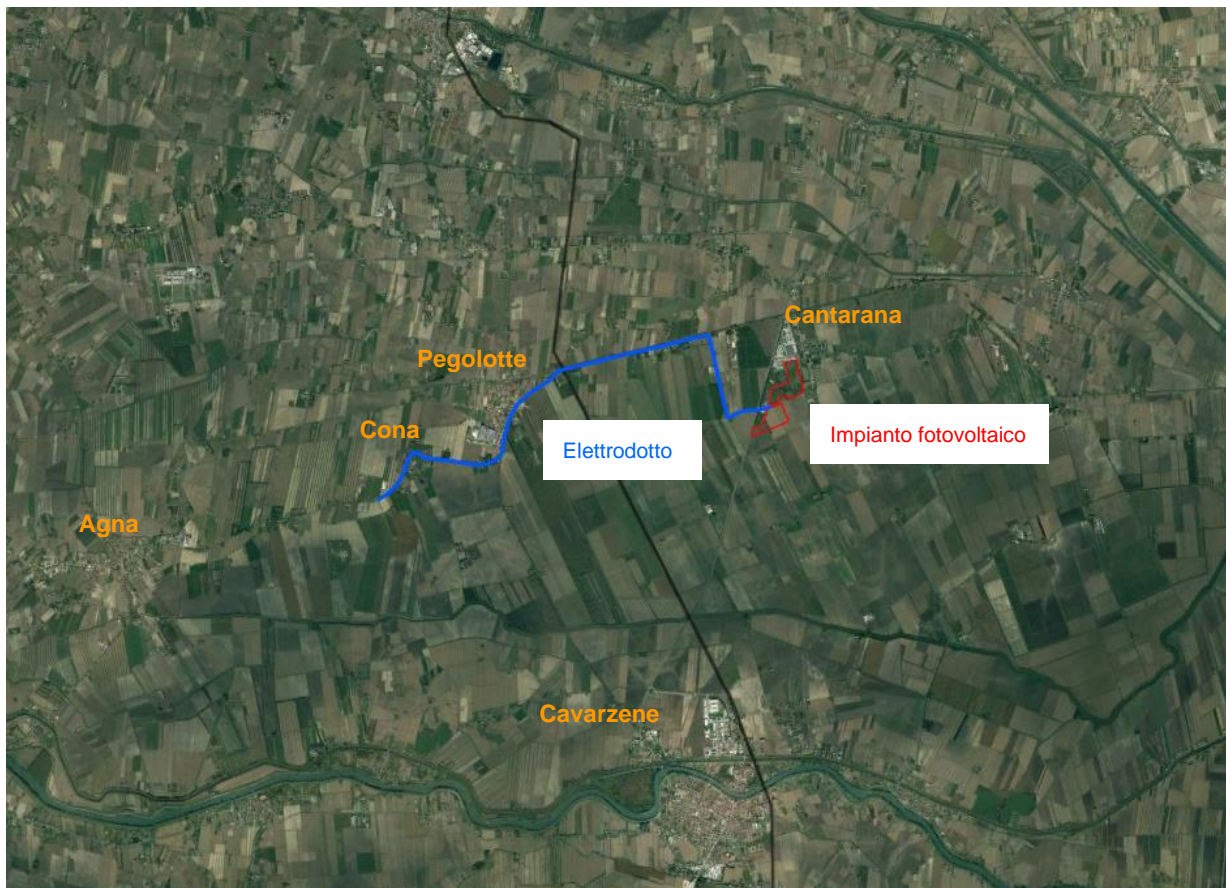 Cantarana
Pegolotte
Cona
Impianto fotovoltaico
Elettrodotto
Agna
Cavarzene